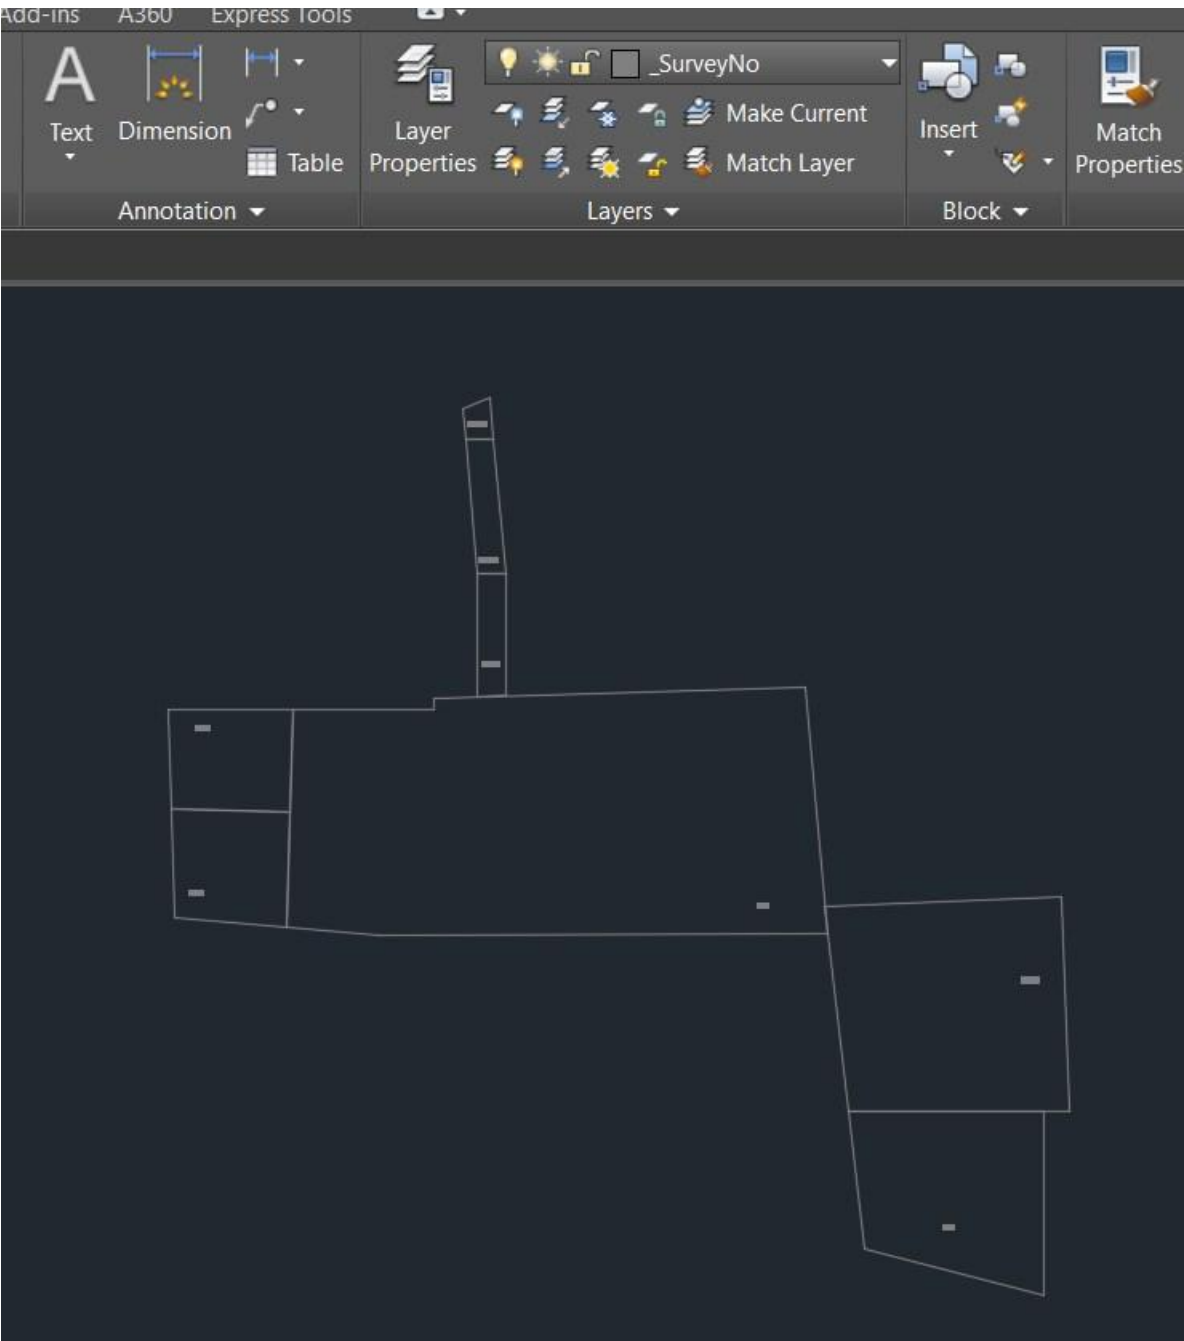 Add-ins A360 Express Tools
_SurveyNo
Text Dimension Layer Properties Make Current Insert Match Properties
Table Match Layer
Annotation Layers Block